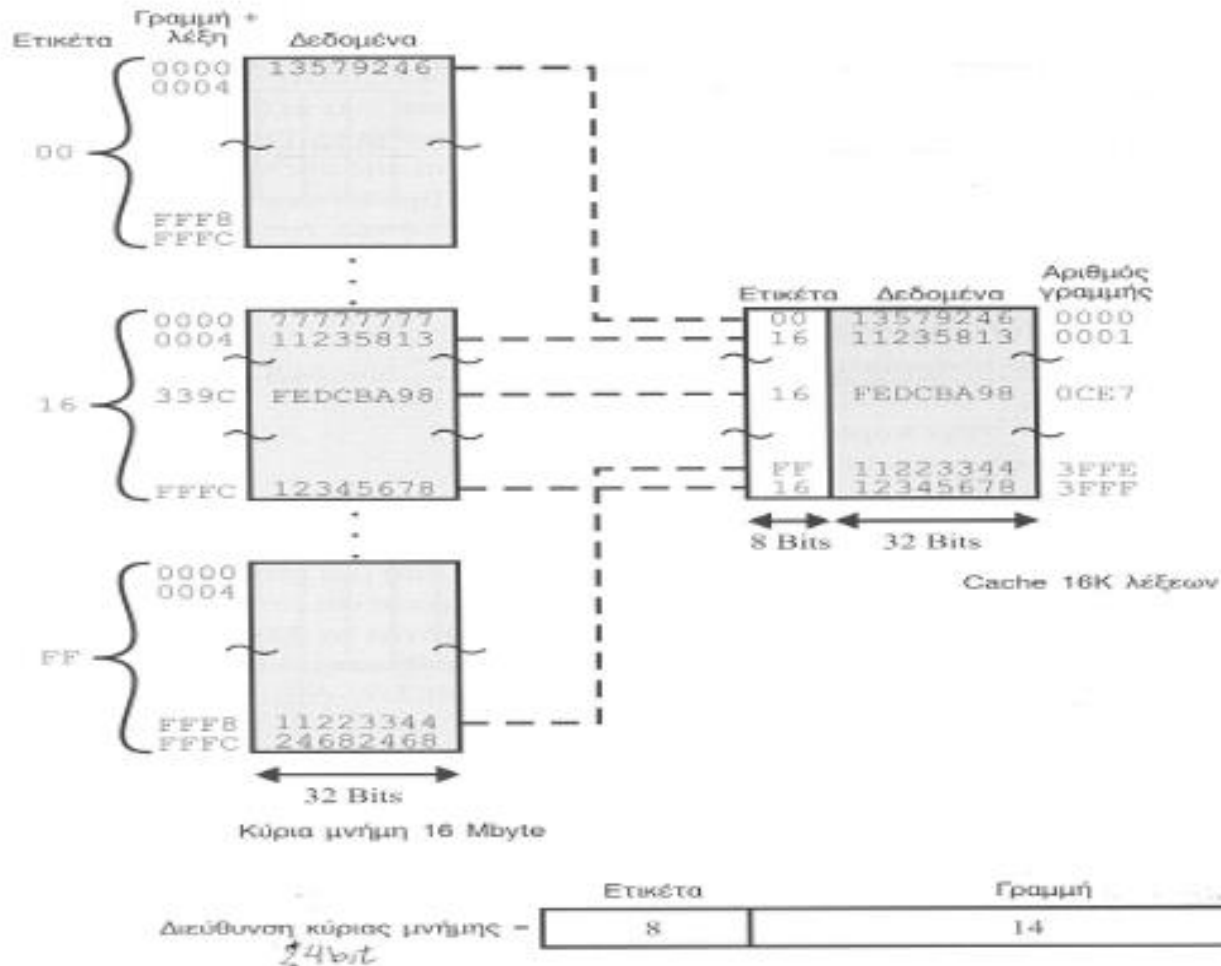 Γραμμή +
Ετικέτα λέξη Δεδομένα
0000 13579246
0004
00
FFF8
FFFC
Ετικέτα Δεδομένα Αριθμός γραμμής
0000 77777777 00 13579246 0000
0004 11235813 16 11235813 0001
16 339C FEDCBA98 16 FEDCBA98 0CE7
FF 11223344 3FFE
FFFC 12345678 16 12345678 3FFF
8 Bits 32 Bits
Cache 16K λέξεων
0000
0004
FF
FFF8 11223344
FFFC 24682468
32 Bits
Κύρια μνήμη 16 Mbyte
Ετικέτα Γραμμή
Διεύθυνση κύριας μνήμης = 8 14
24bit